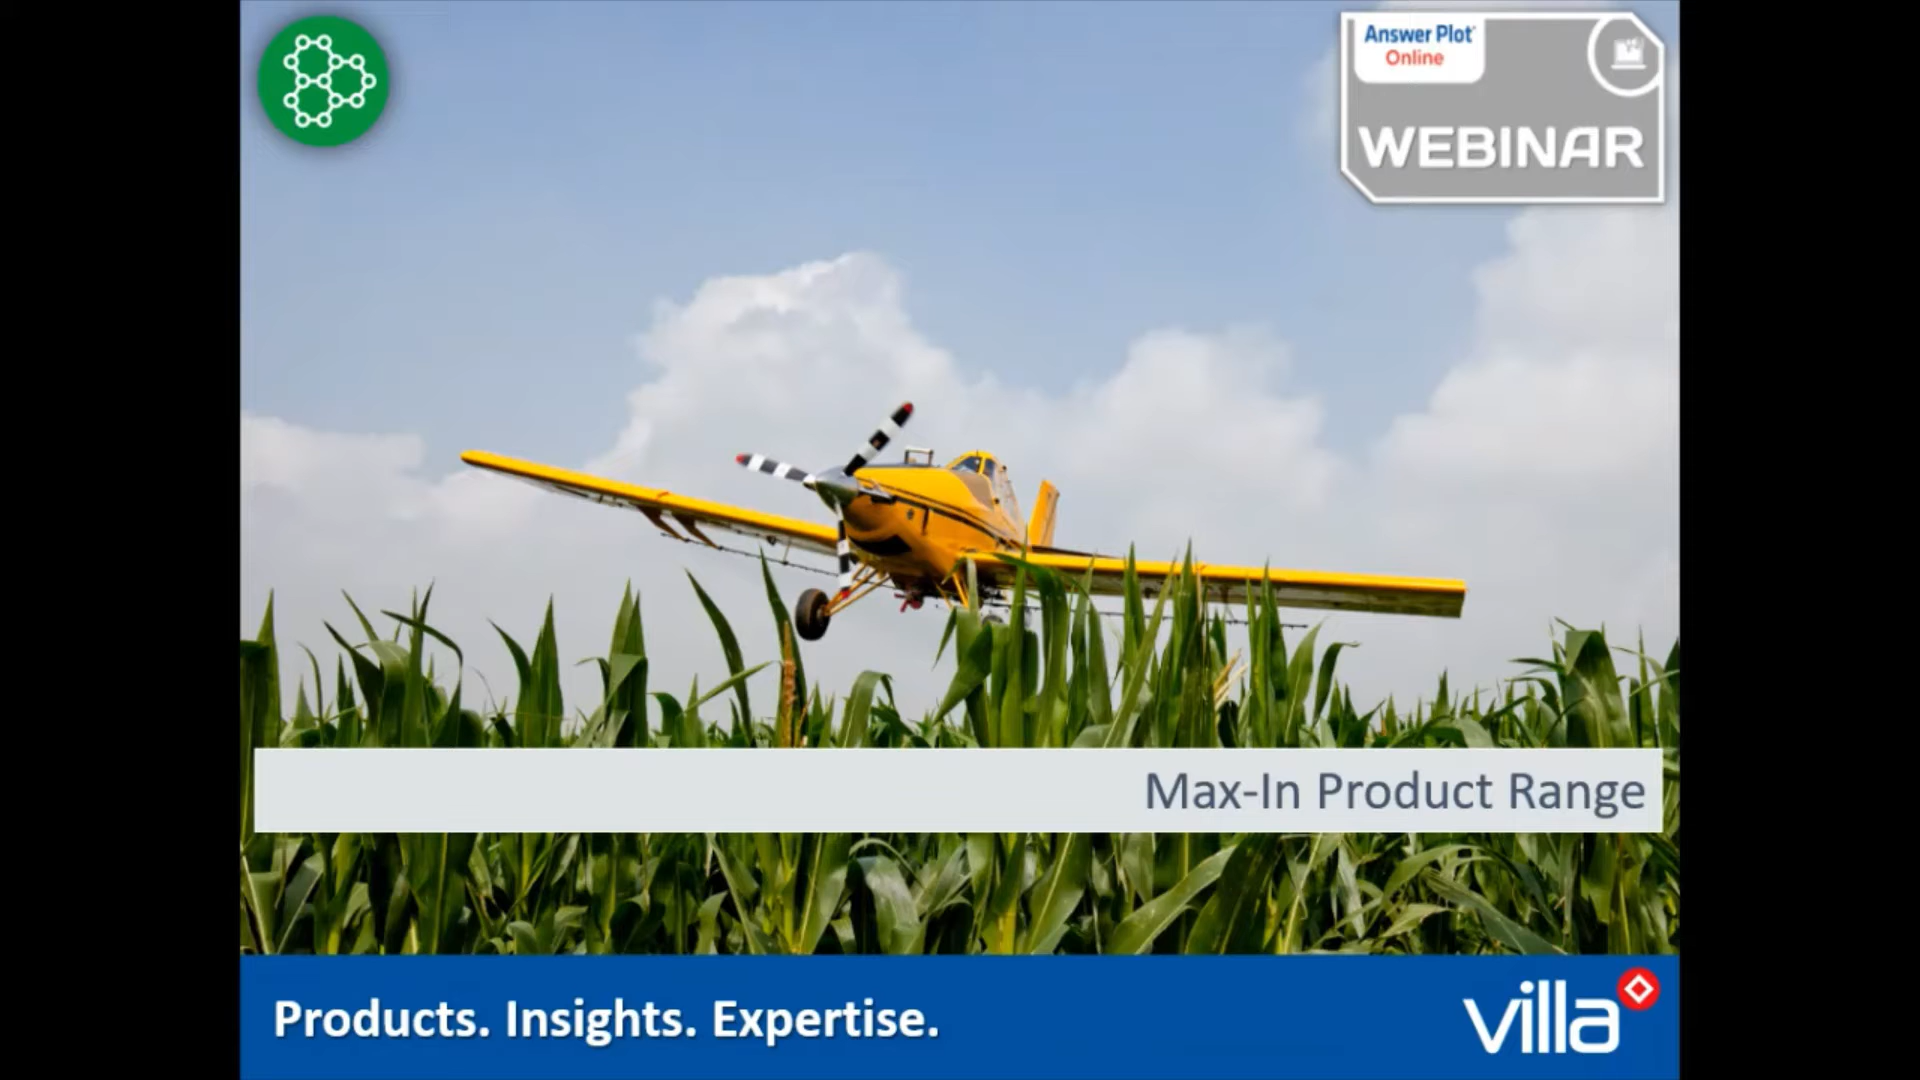 Answer Plot®
Online
WEBINAR
Max-In Product Range
Products. Insights. Expertise.
villa